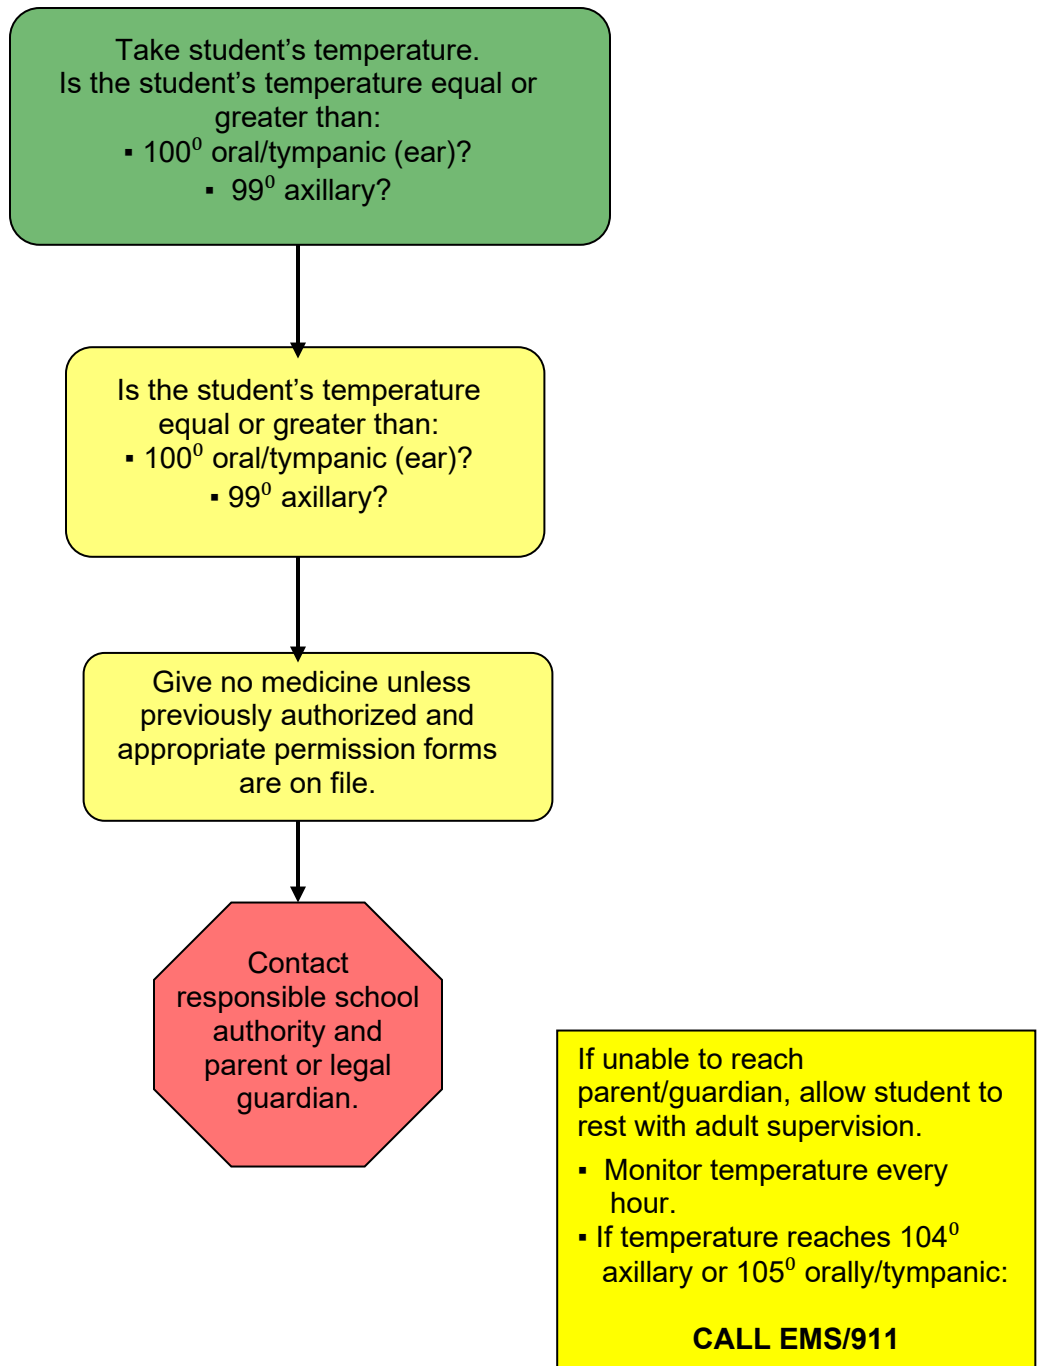 Take student’s temperature.
Is the student’s temperature equal or
greater than:
▪ 100⁰ oral/tympanic (ear)?
▪ 99⁰ axillary?
Is the student’s temperature
equal or greater than:
▪ 100⁰ oral/tympanic (ear)?
▪ 99⁰ axillary?
Give no medicine unless
previously authorized and
appropriate permission forms
are on file.
Contact
responsible school
authority and
parent or legal
guardian.
If unable to reach
parent/guardian, allow student to
rest with adult supervision.
▪ Monitor temperature every
hour.
▪ If temperature reaches 104⁰
axillary or 105⁰ orally/tympanic:
CALL EMS/911